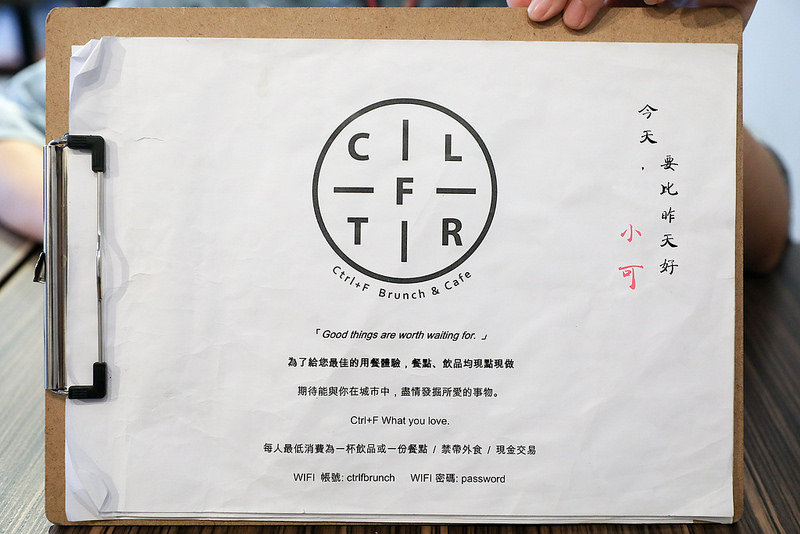 C L
F
T R
Ctrl+F Brunch & Cafe
今天，
要比昨天好
小可
「Good things are worth waiting for.」
為了給您最佳的用餐體驗，餐點、飲品均現點現做
期待能與你在城市中，盡情發掘所愛的事物。
Ctrl+F What you love.
每人最低消費為一杯飲品或一份餐點 / 禁帶外食 / 現金交易
WIFI 帳號: ctrlfbrunch WIFI 密碼: password